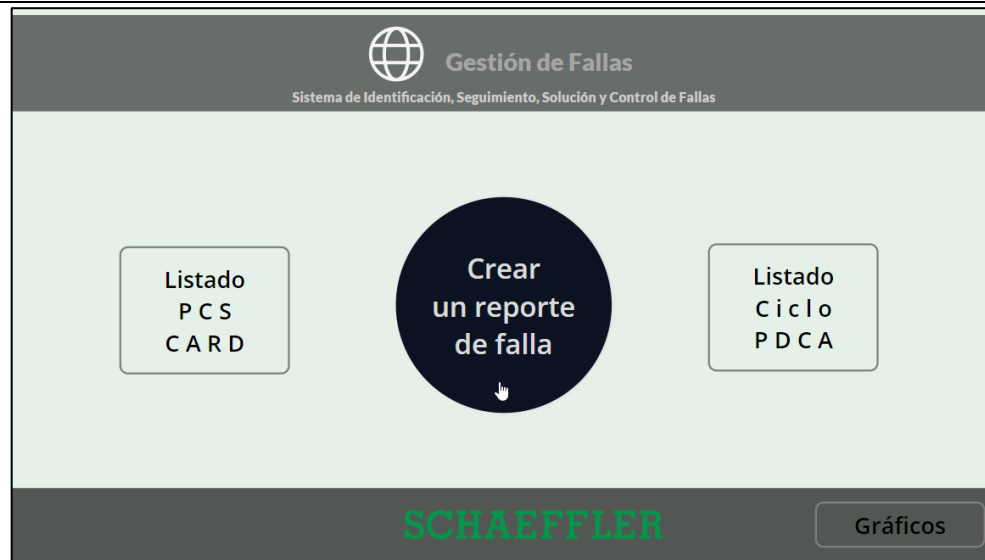 Gestión de Fallas
Sistema de Identificación, Seguimiento, Solución y Control de Fallas
Listado
P C S
C A R D
Crear
un reporte
de falla
Listado
C i c l o
P D C A
SCHAEFFLER
Gráficos